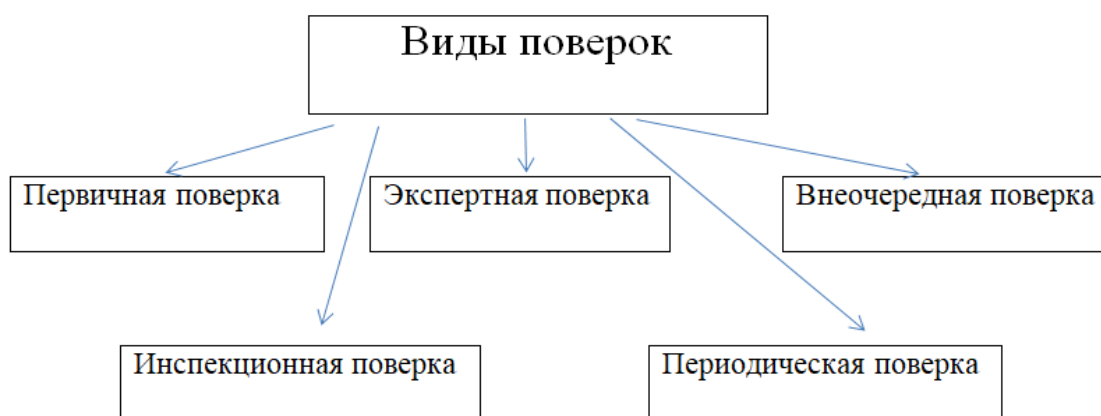 Виды поверок
Первичная поверка
Экспертная поверка
Внеочередная поверка
Инспекционная поверка
Периодическая поверка